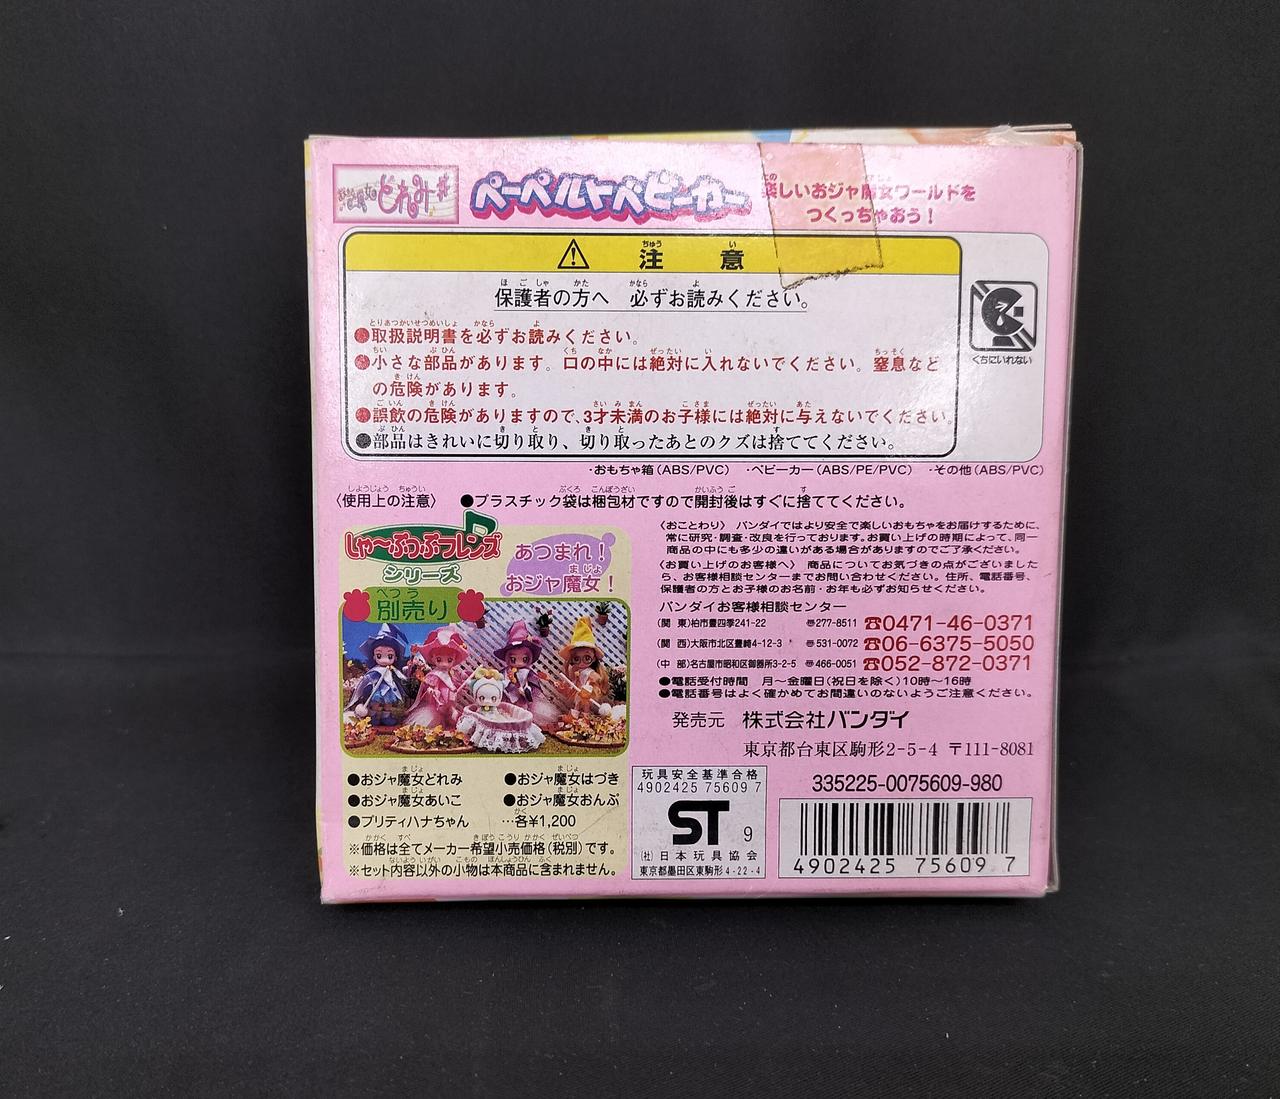 おジャ魔女どれみ#
ペーペルトベビーカー
楽しいおジャ魔女ワールドを
つくっちゃおう！
注意
保護者の方へ 必ずお読みください。
●取扱説明書を必ずお読みください。
●小さな部品があります。口の中には絶対に入れないでください。窒息など
の危険があります。
●誤飲の危険がありますので、3才未満のお子様には絶対に与えないでください。
●部品はきれいに切り取り、切り取ったあとのクズは捨ててください。
くちにいれない
・おもちゃ箱(ABS/PVC) ・ベビーカー(ABS/PE/PVC) ・その他(ABS/PVC)
〈使用上の注意〉 ●プラスチック袋は梱包材ですので開封後はすぐに捨ててください。
しゃ〜ぷっぷフレンズ
シリーズ
あつまれ！
おジャ魔女！
別売り
●おジャ魔女どれみ ●おジャ魔女はづき
●おジャ魔女あいこ ●おジャ魔女おんぷ
●プリティハナちゃん …各¥1,200
※価格は全てメーカー希望小売価格(税別)です。
※セット内容以外の小物は本商品に含まれません。
〈おことわり〉 バンダイではより安全で楽しいおもちゃをお届けするために、
常に研究・調査・改良を行っております。お買い上げの時期によって、同一
商品の中にも多少の違いがある場合がありますのでご了承ください。
〈お買い上げのお客様へ〉 商品についてお気づきの点がございました
ら、お客様相談センターまでお問い合わせください。住所、電話番号、
保護者の方とお子様のお名前・お年も必ずお知らせください。
バンダイお客様相談センター
(関 東)柏市豊四季241-22 〒277-8511 ☎0471-46-0371
(関 西)大阪市北区豊崎4-12-3 〒531-0072 ☎06-6375-5050
(中 部)名古屋市昭和区御器所3-2-5 〒466-0051 ☎052-872-0371
●電話受付時間 月〜金曜日(祝日を除く)10時〜16時
●電話番号はよく確かめてお間違いのないようご注意ください。
発売元 株式会社バンダイ
東京都台東区駒形2-5-4 〒111-8081
玩具安全基準合格
4902425 75609 7
ST 9
(社)日本玩具協会
東京都墨田区東駒形4-22-4
335225-0075609-980
4902425 75609 7